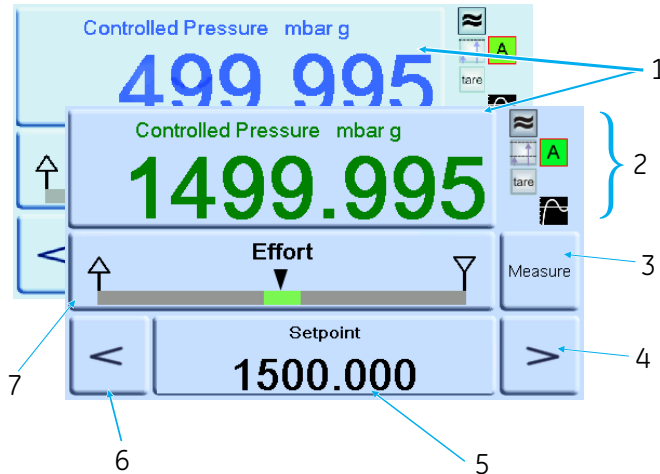 Controlled Pressure mbar g
499.995
A
tare
1
Controlled Pressure mbar g
1499.995
A
tare
2
Effort
Measure
3
<
Setpoint
1500.000
>
4
7
6
5
<